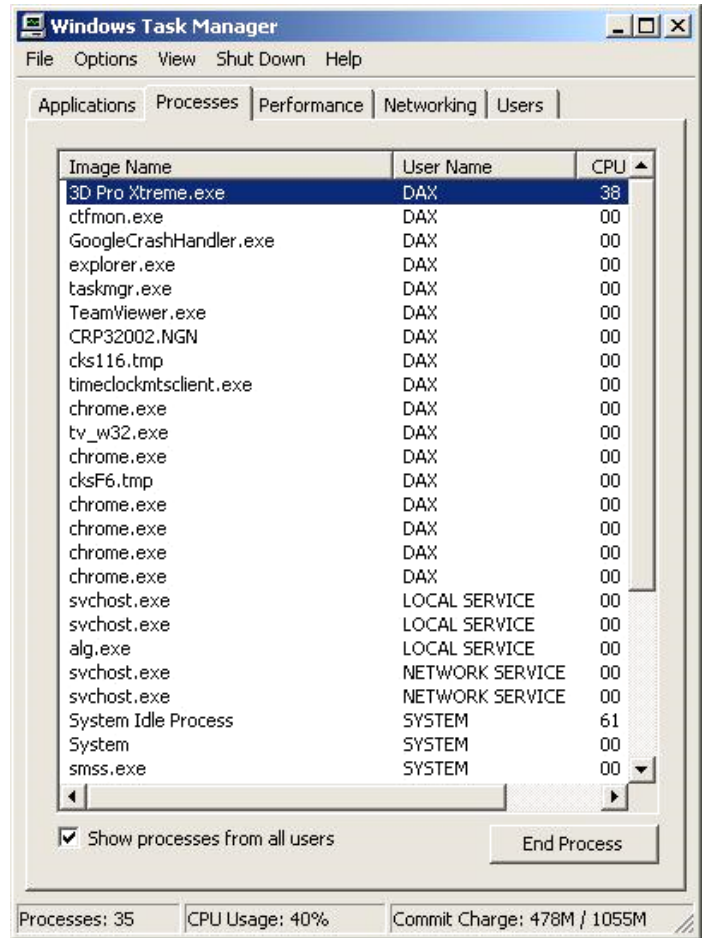 Windows Task Manager
File Options View Shut Down Help
Applications Processes Performance Networking Users
Image Name User Name CPU
3D Pro Xtreme.exe DAX 38
ctfmon.exe DAX 00
GoogleCrashHandler.exe DAX 00
explorer.exe DAX 00
taskmgr.exe DAX 00
TeamViewer.exe DAX 00
CRP32002.NGN DAX 00
cks116.tmp DAX 00
timeclockmtsclient.exe DAX 00
chrome.exe DAX 00
tv_w32.exe DAX 00
chrome.exe DAX 00
cksF6.tmp DAX 00
chrome.exe DAX 00
chrome.exe DAX 00
chrome.exe DAX 00
chrome.exe DAX 00
svchost.exe LOCAL SERVICE 00
svchost.exe LOCAL SERVICE 00
alg.exe LOCAL SERVICE 00
svchost.exe NETWORK SERVICE 00
svchost.exe NETWORK SERVICE 00
System Idle Process SYSTEM 61
System SYSTEM 00
smss.exe SYSTEM 00
Show processes from all users End Process
Processes: 35 CPU Usage: 40% Commit Charge: 478M / 1055M